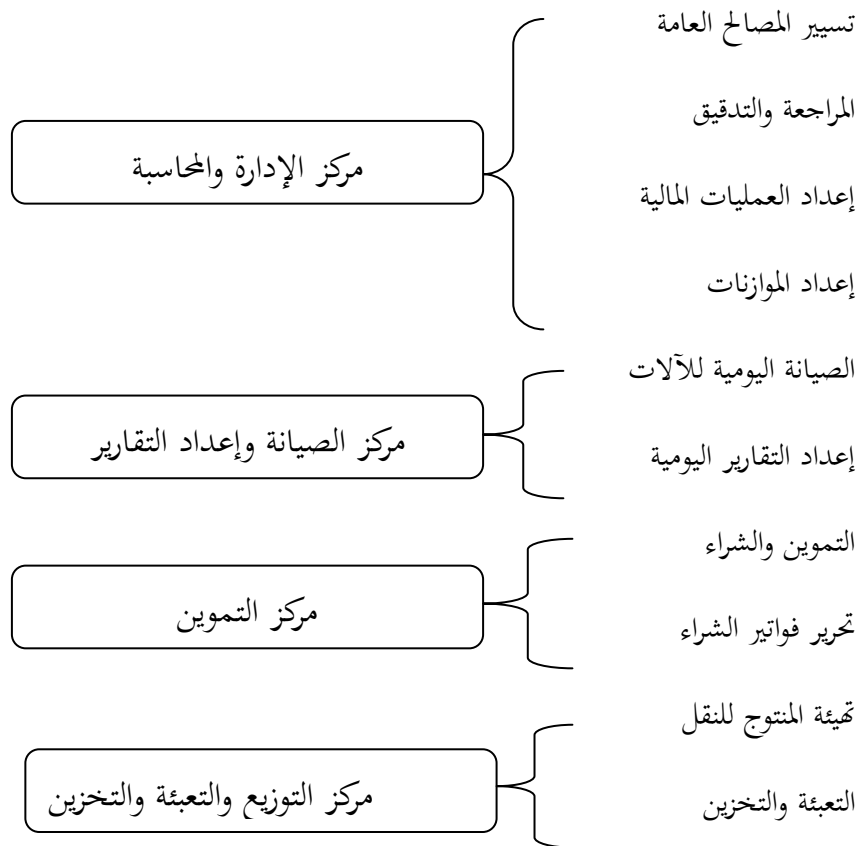 تسيير المصالح العامة
المراجعة والتدقيق
مركز الإدارة والمحاسبة
إعداد العمليات المالية
إعداد الموازنات
الصيانة اليومية للآلات
مركز الصيانة وإعداد التقارير
إعداد التقارير اليومية
التموين والشراء
مركز التموين
تحرير فواتير الشراء
تهيئة المنتوج للنقل
مركز التوزيع والتعبئة والتخزين
التعبئة والتخزين